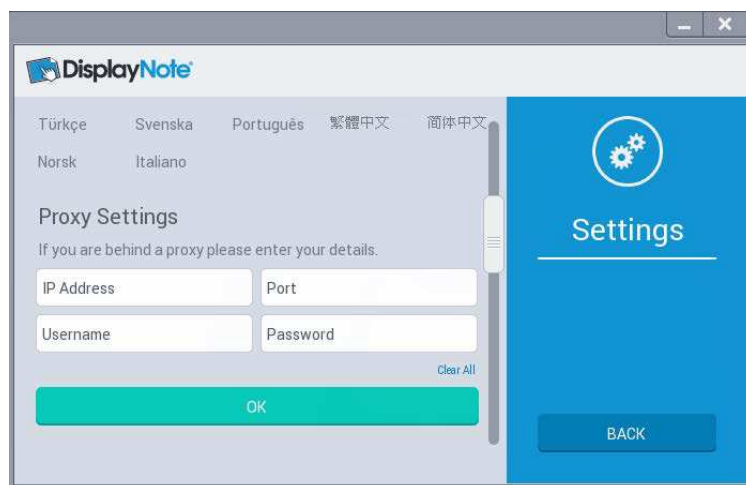 DisplayNote
Türkçe Svenska Português 繁體中文 简体中文
Norsk Italiano
Proxy Settings
If you are behind a proxy please enter your details.
IP Address Port
Username Password
Clear All
OK
Settings
BACK